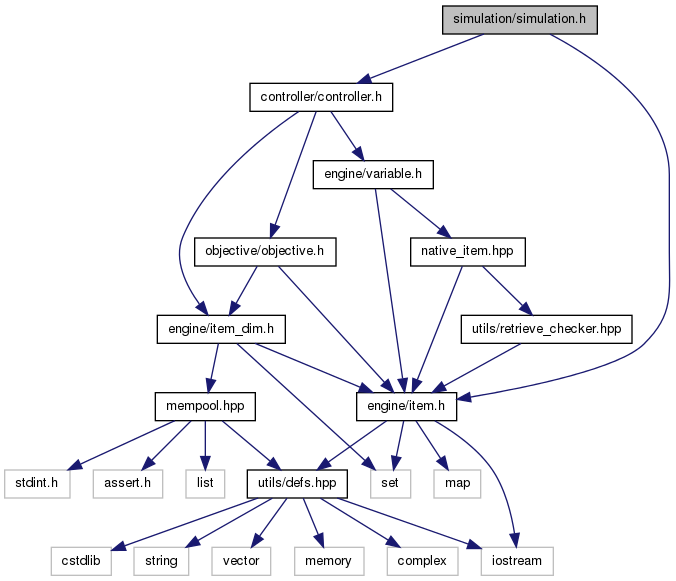 simulation/simulation.h
controller/controller.h
engine/variable.h
objective/objective.h
native_item.hpp
engine/item_dim.h
utils/retrieve_checker.hpp
mempool.hpp
engine/item.h
stdint.h
assert.h
list
utils/defs.hpp
set
map
cstdlib
string
vector
memory
complex
iostream